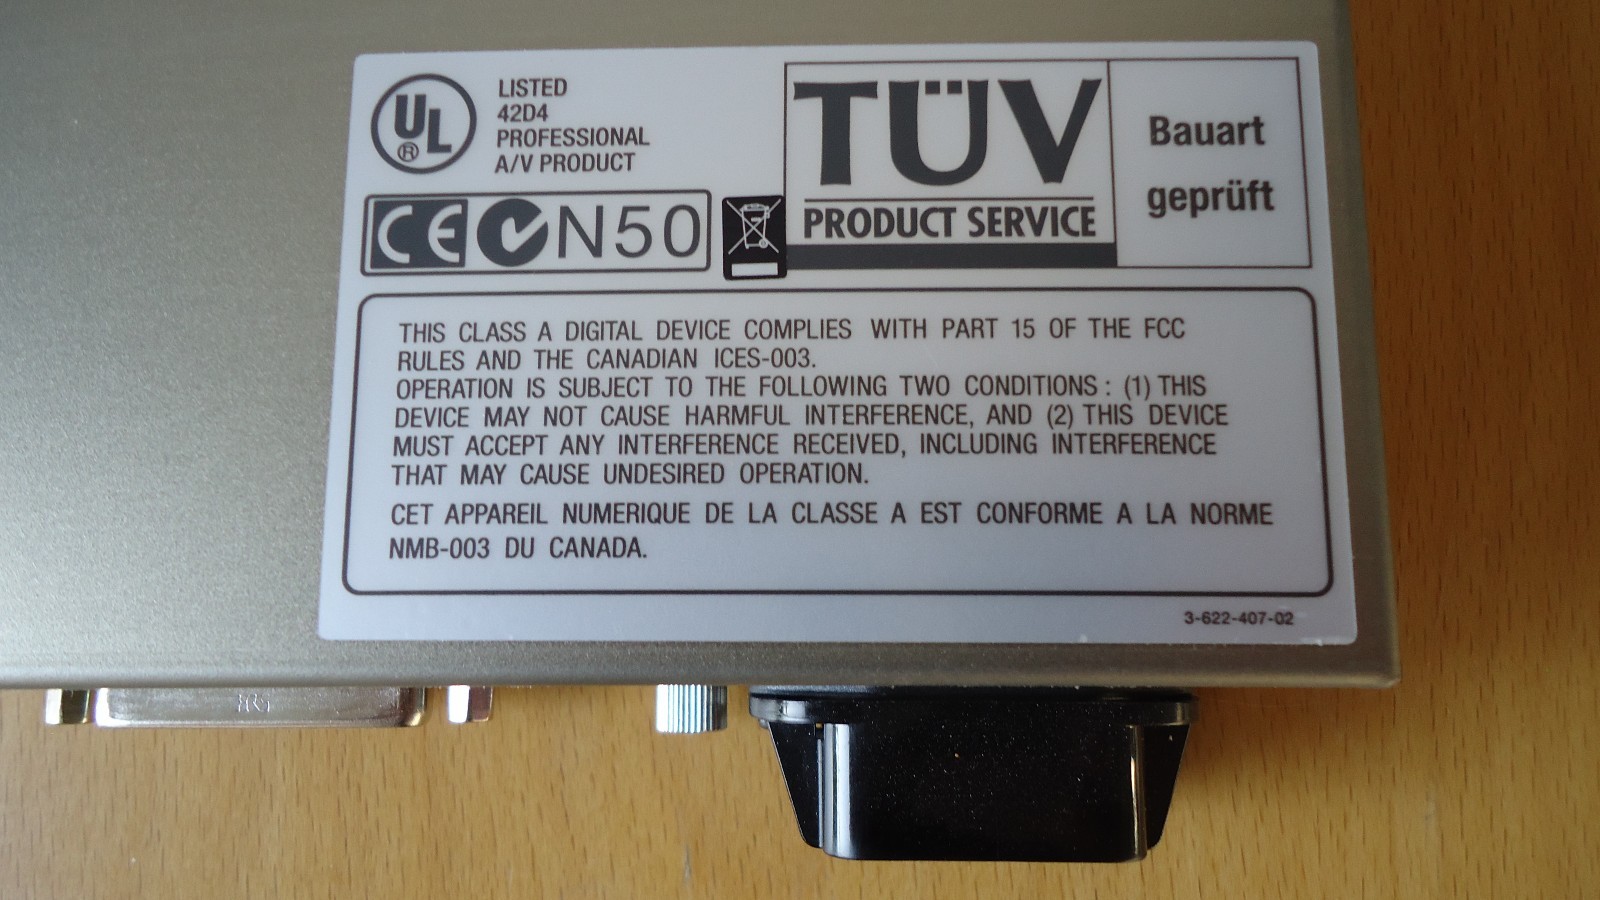 UL
®
LISTED
42D4
PROFESSIONAL
A/V PRODUCT
CE N50
TÜV
PRODUCT SERVICE
Bauart
geprüft
THIS CLASS A DIGITAL DEVICE COMPLIES WITH PART 15 OF THE FCC
RULES AND THE CANADIAN ICES-003.
OPERATION IS SUBJECT TO THE FOLLOWING TWO CONDITIONS : (1) THIS
DEVICE MAY NOT CAUSE HARMFUL INTERFERENCE, AND (2) THIS DEVICE
MUST ACCEPT ANY INTERFERENCE RECEIVED, INCLUDING INTERFERENCE
THAT MAY CAUSE UNDESIRED OPERATION.
CET APPAREIL NUMERIQUE DE LA CLASSE A EST CONFORME A LA NORME
NMB-003 DU CANADA.
3-622-407-02